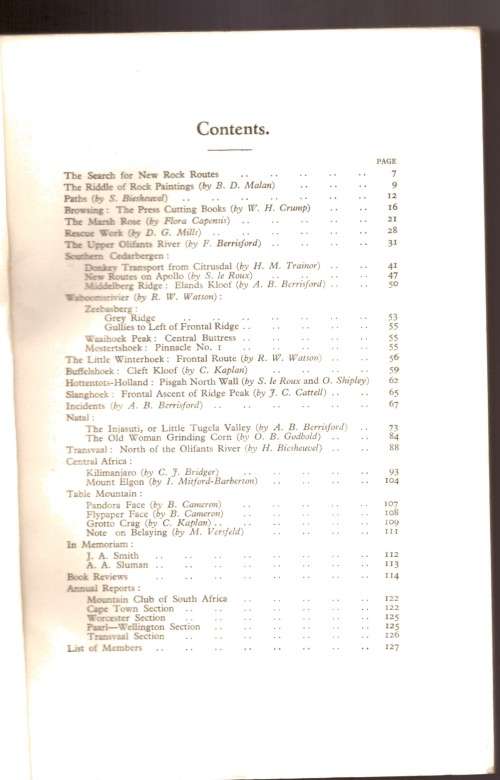 Contents.
PAGE
The Search for New Rock Routes .. .. .. .. .. 7
The Riddle of Rock Paintings (by B. D. Malan) .. .. .. 9
Paths (by S. Biesheuvel) .. .. .. .. .. .. .. 12
Browsing: The Press Cutting Books (by W. H. Crump) .. .. 16
The Marsh Rose (by Flora Capensis) .. .. .. .. .. 21
Rescue Work (by D. G. Mills) .. .. .. .. .. .. 28
The Upper Olifants River (by F. Berrisford) .. .. .. .. 31
Southern Cedarbergen:
Donkey Transport from Citrusdal (by H. M. Trainor) .. .. 41
New Routes on Apollo (by S. le Roux) .. .. .. .. 47
Middelberg Ridge: Elands Kloof (by A. B. Berrisford) .. .. 50
Waboomsrivier (by R. W. Watson):
Zeebasberg:
Grey Ridge .. .. .. .. .. .. .. 53
Gullies to Left of Frontal Ridge .. .. .. .. .. 55
Waaihoek Peak: Central Buttress .. .. .. .. .. 55
Mostertshoek: Pinnacle No. 1 .. .. .. .. .. 55
The Little Winterhoek: Frontal Route (by R. W. Watson) .. .. 56
Buffelshoek: Cleft Kloof (by C. Kaplan) .. .. .. .. 59
Hottentots-Holland: Pisgah North Wall (by S. le Roux and O. Shipley) 62
Slanghoek: Frontal Ascent of Ridge Peak (by J. C. Cattell) .. .. 65
Incidents (by A. B. Berrisford) .. .. .. .. .. .. 67
Natal:
The Injasuti, or Little Tugela Valley (by A. B. Berrisford) .. 73
The Old Woman Grinding Corn (by O. B. Godbold) .. .. 84
Transvaal: North of the Olifants River (by H. Biesheuvel) .. .. 88
Central Africa:
Kilimanjaro (by C. J. Bridger) .. .. .. .. .. 93
Mount Elgon (by I. Mitford-Barberton) .. .. .. .. 104
Table Mountain:
Pandora Face (by B. Cameron) .. .. .. .. .. 107
Flypaper Face (by B. Cameron) .. .. .. .. .. 108
Grotto Crag (by C. Kaplan) .. .. .. .. .. .. 109
Note on Belaying (by M. Versfeld) .. .. .. .. 111
In Memoriam:
J. A. Smith .. .. .. .. .. .. .. .. 112
A. A. Sluman .. .. .. .. .. .. .. .. 113
Book Reviews .. .. .. .. .. .. .. .. 114
Annual Reports:
Mountain Club of South Africa .. .. .. .. .. 122
Cape Town Section .. .. .. .. .. .. .. 122
Worcester Section .. .. .. .. .. .. .. 125
Paarl—Wellington Section .. .. .. .. .. .. 125
Transvaal Section .. .. .. .. .. .. .. 126
List of Members .. .. .. .. .. .. .. .. 127